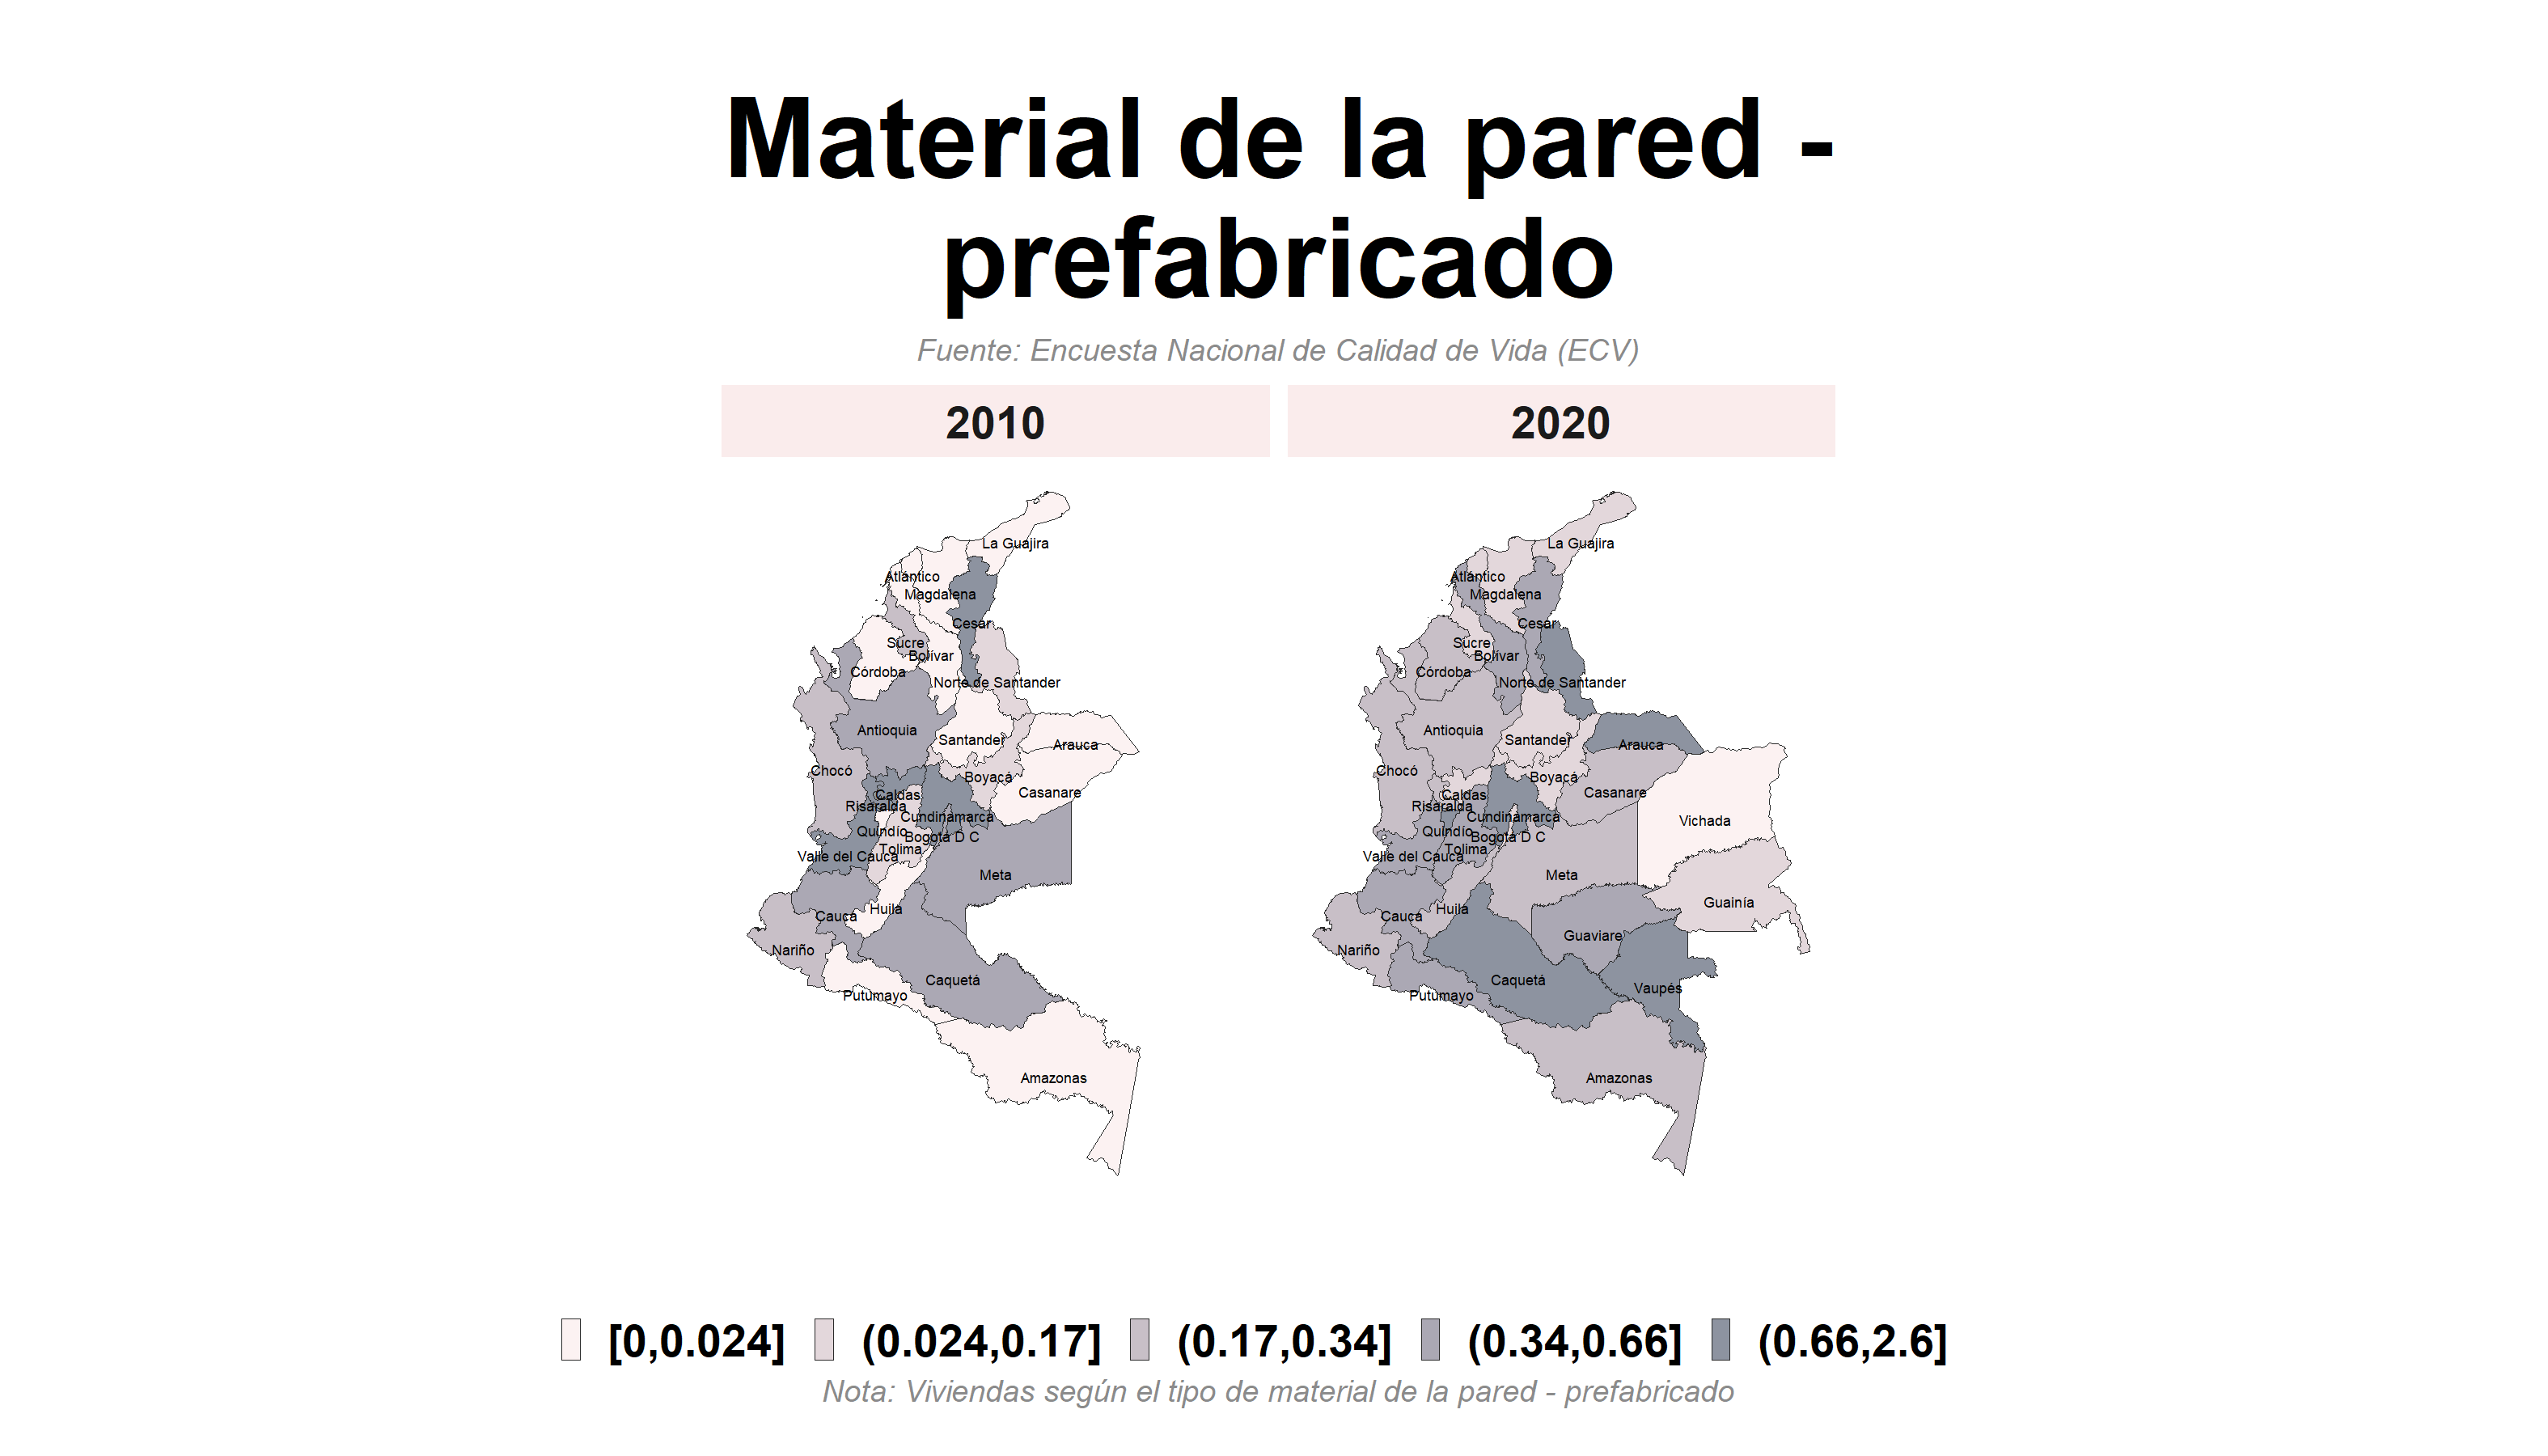 Material de la pared -
prefabricado
Fuente: Encuesta Nacional de Calidad de Vida (ECV)
2010
La Guajira
Atlántico
Magdalena
Cesar
Sucre
Bolívar
Córdoba
Norte de Santander
Antioquia
Santander
Arauca
Chocó
Boyacá
Casanare
Caldas
Risaralda
Cundinamarca
Quindío
Bogotá D C
Tolima
Valle del Cauca
Meta
Huila
Cauca
Nariño
Caquetá
Putumayo
Amazonas
2020
La Guajira
Atlántico
Magdalena
Cesar
Sucre
Bolívar
Córdoba
Norte de Santander
Antioquia
Santander
Arauca
Chocó
Boyacá
Casanare
Caldas
Risaralda
Cundinamarca
Vichada
Quindío
Bogotá D C
Tolima
Valle del Cauca
Meta
Guainía
Huila
Cauca
Guaviare
Nariño
Caquetá
Vaupés
Putumayo
Amazonas
[0,0.024] (0.024,0.17] (0.17,0.34] (0.34,0.66] (0.66,2.6]
Nota: Viviendas según el tipo de material de la pared - prefabricado